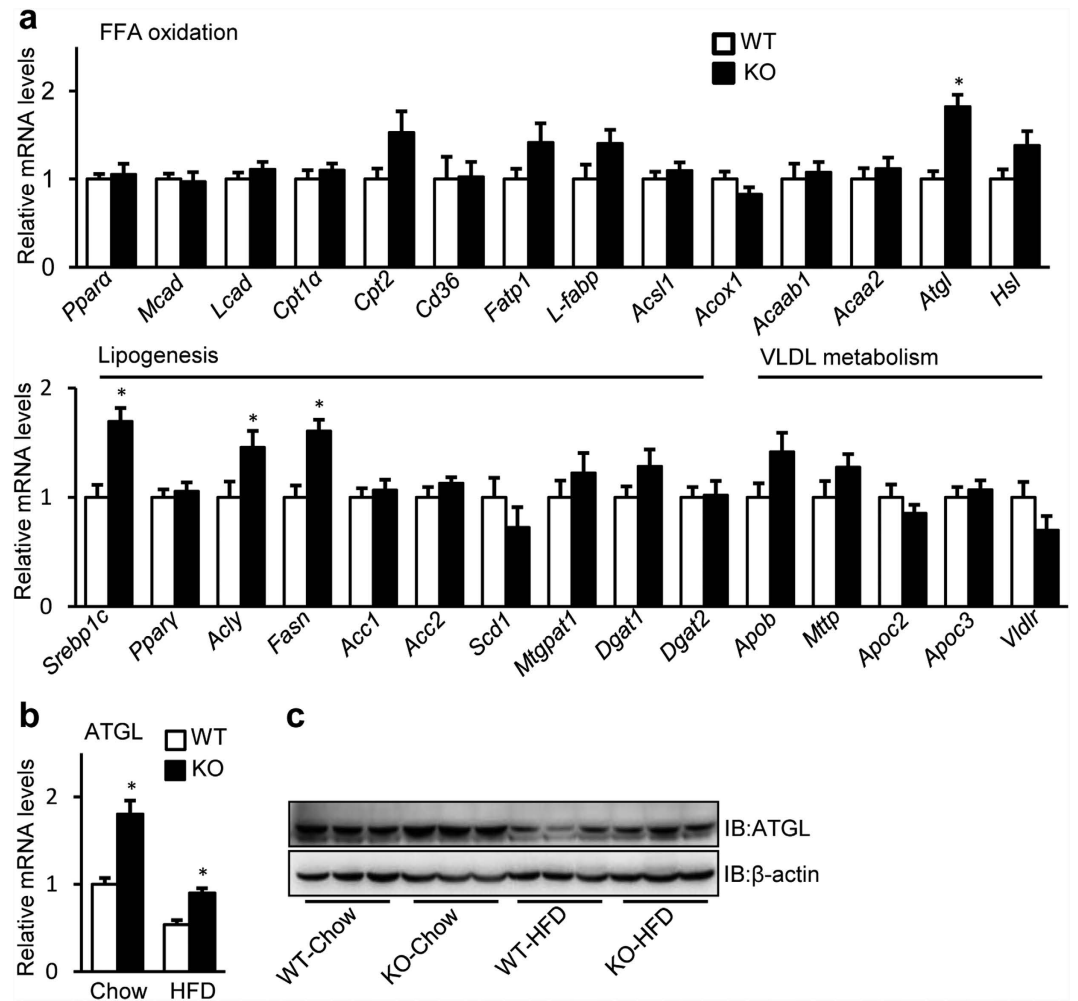 a
FFA oxidation
WT
KO
Relative mRNA levels
2
1
0
*
Pparα Mcad Lcad Cpt1α Cpt2 Cd36 Fatp1 L-fabp Acsl1 Acox1 Acaab1 Acaa2 Atgl Hsl
Lipogenesis VLDL metabolism
Relative mRNA levels
2
1
0
* * *
Srebp1c Pparγ Acly Fasn Acc1 Acc2 Scd1 Mtgpat1 Dgat1 Dgat2 Apob Mttp Apoc2 Apoc3 Vldlr
b
ATGL
WT
KO
Relative mRNA levels
2
1
0
* *
Chow HFD
c
IB:ATGL
IB:β-actin
WT-Chow KO-Chow WT-HFD KO-HFD